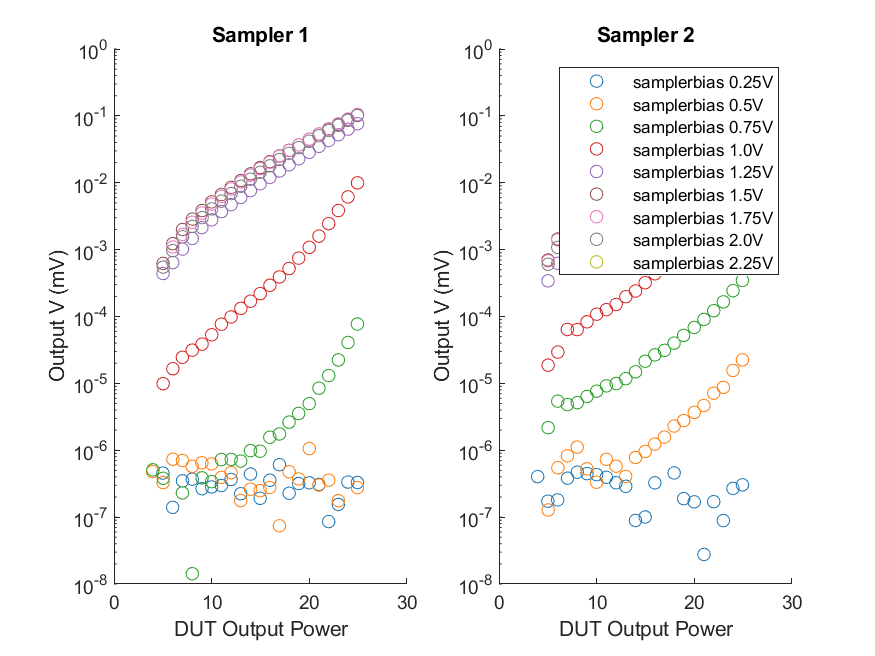 Sampler 1
10^0
10^-1
10^-2
10^-3
10^-4
10^-5
10^-6
10^-7
10^-8
Output V (mV)
0 10 20 30
DUT Output Power
Sampler 2
10^0
10^-1
10^-2
10^-3
10^-4
10^-5
10^-6
10^-7
10^-8
Output V (mV)
0 10 20 30
DUT Output Power
samplerbias 0.25V
samplerbias 0.5V
samplerbias 0.75V
samplerbias 1.0V
samplerbias 1.25V
samplerbias 1.5V
samplerbias 1.75V
samplerbias 2.0V
samplerbias 2.25V